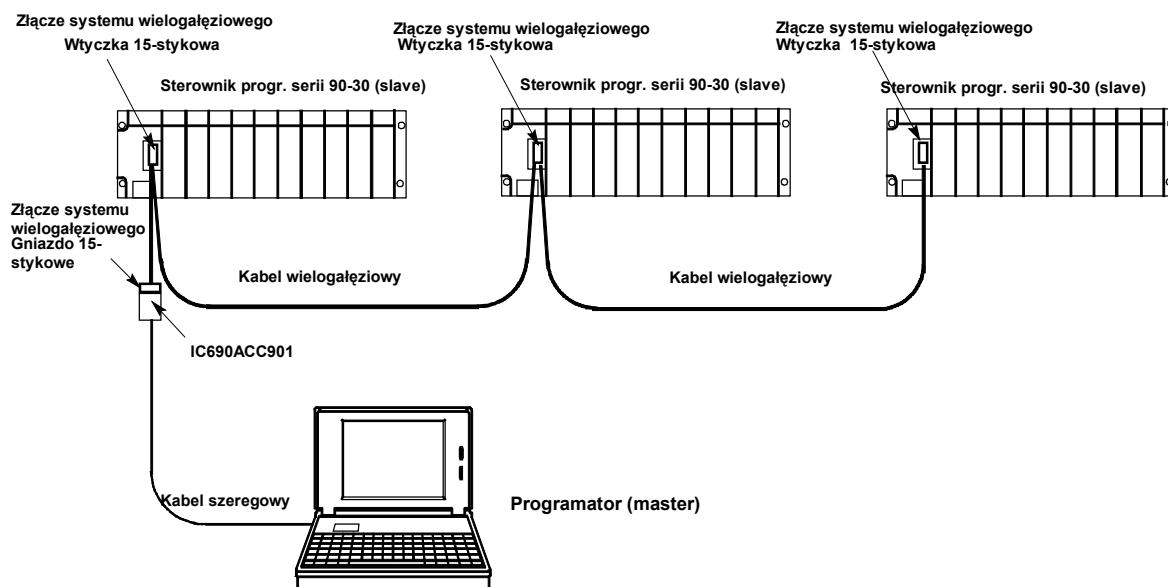 Złącze systemu wielogałęziowego
Wtyczka 15-stykowa
Złącze systemu wielogałęziowego
Wtyczka 15-stykowa
Złącze systemu wielogałęziowego
Wtyczka 15-stykowa
Sterownik progr. serii 90-30 (slave)
Sterownik progr. serii 90-30 (slave)
Sterownik progr. serii 90-30 (slave)
Złącze systemu
wielogałęziowego
Gniazdo 15-
stykowe
Kabel wielogałęziowy
Kabel wielogałęziowy
IC690ACC901
Kabel szeregowy
Programator (master)